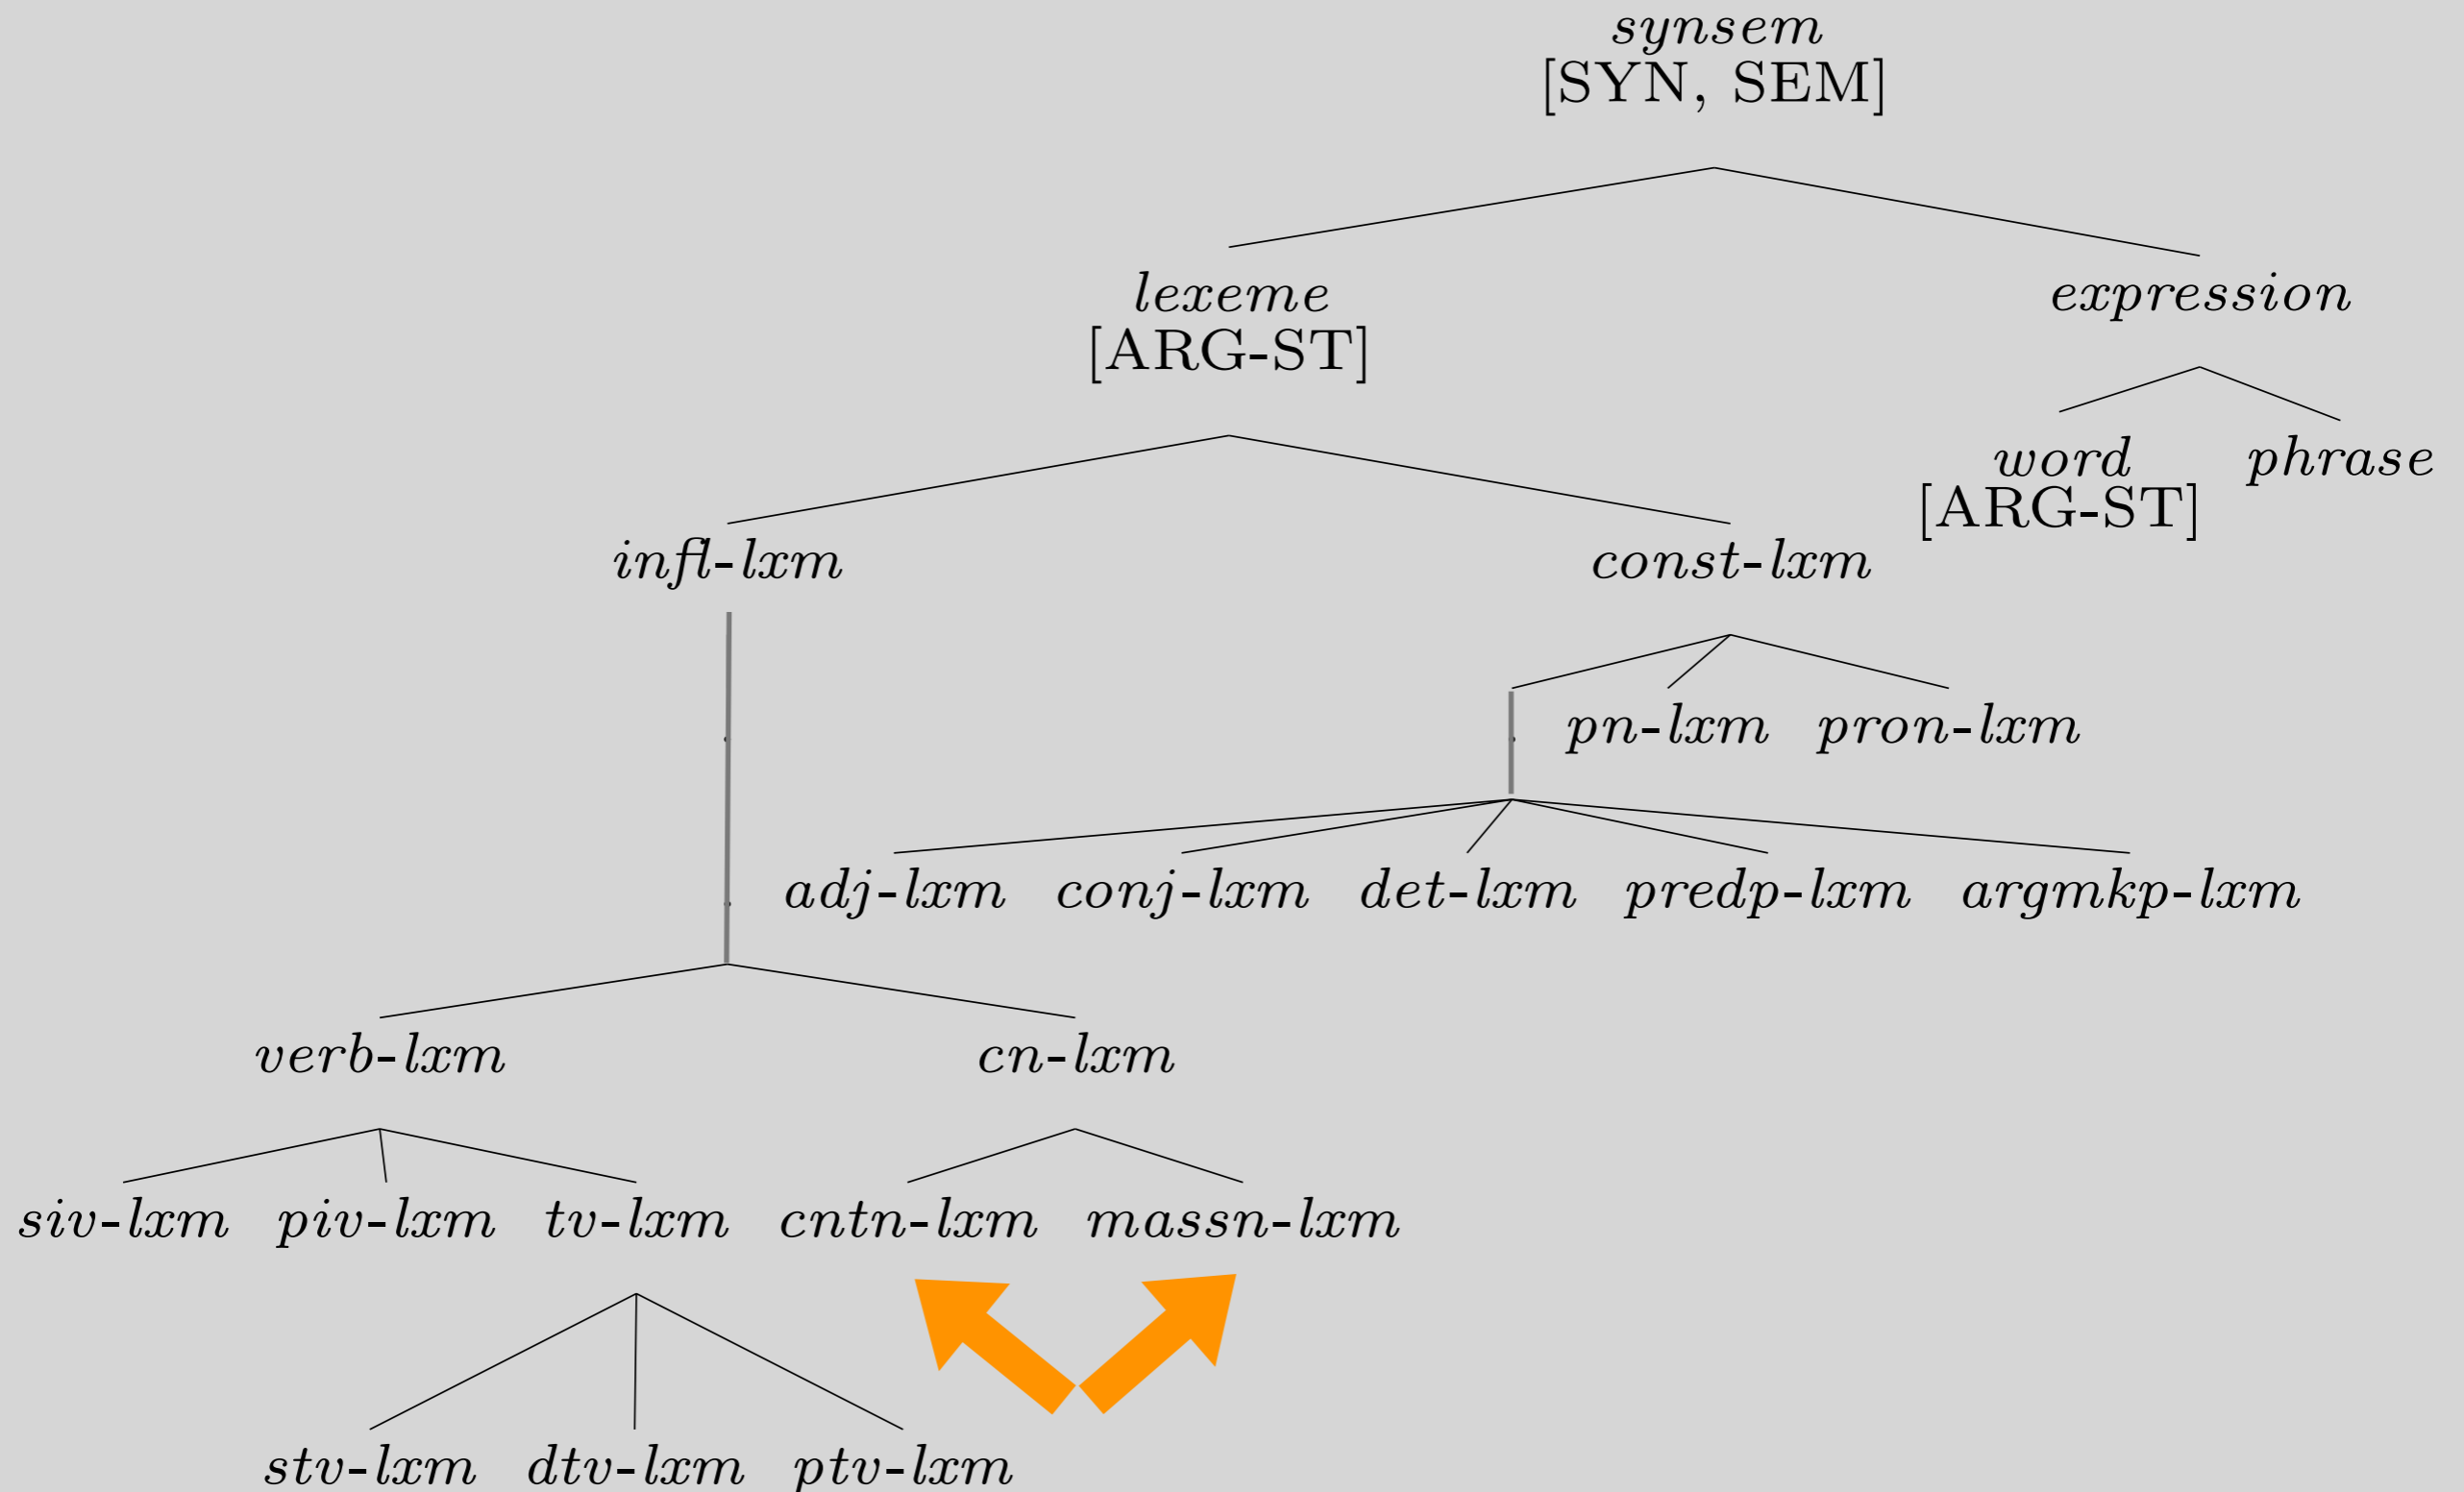 synsem
[SYN, SEM]
lexeme
[ARG-ST]
expression
word
[ARG-ST]
phrase
infl-lxm
const-lxm
pn-lxm pron-lxm
adj-lxm conj-lxm det-lxm predp-lxm argmkp-lxm
verb-lxm cn-lxm
siv-lxm piv-lxm tv-lxm cntn-lxm massn-lxm
stv-lxm dtv-lxm ptv-lxm